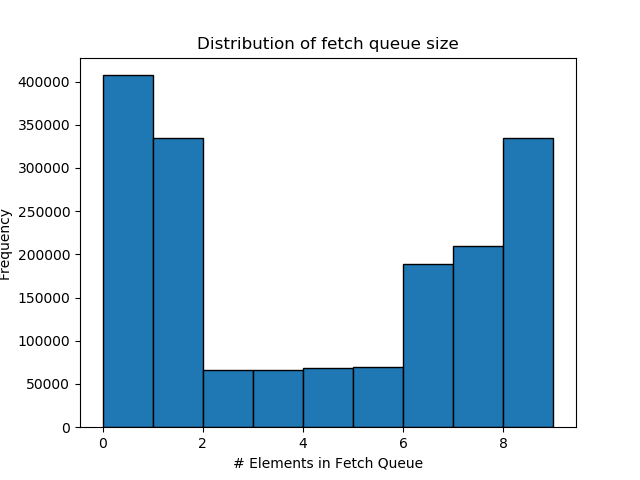 Distribution of fetch queue size
400000
350000
300000
250000
200000
150000
100000
50000
0
Frequency
0 2 4 6 8
# Elements in Fetch Queue